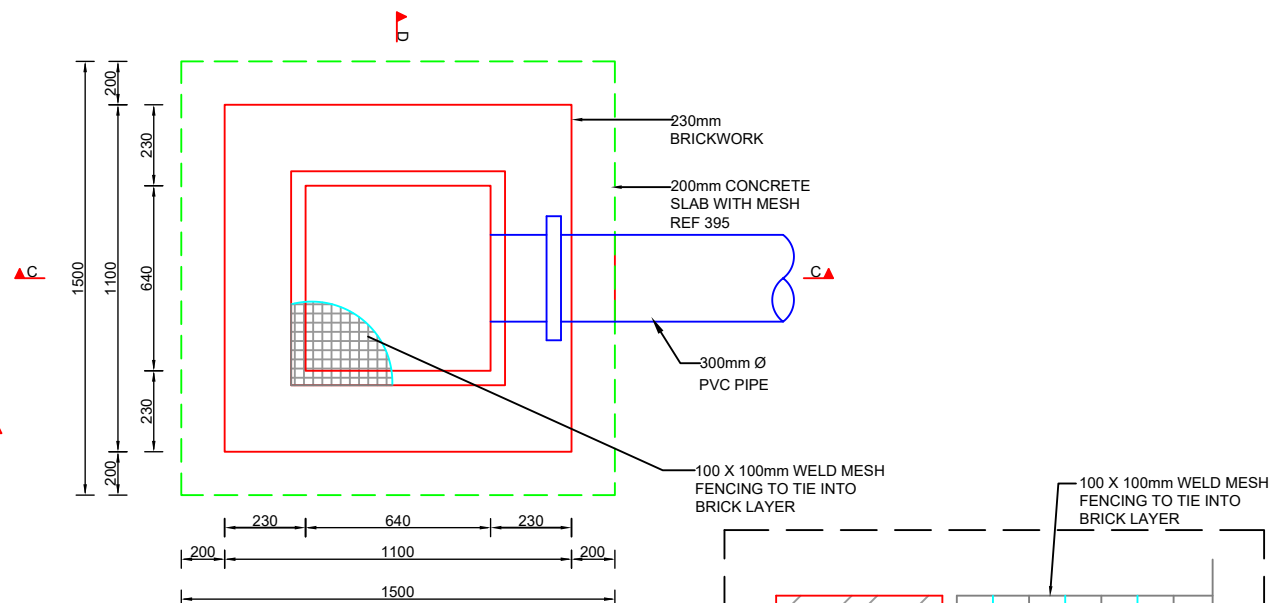 D
200
230
230mm
BRICKWORK
200mm CONCRETE
SLAB WITH MESH
REF 395
C
1500
1100
640
C
300mm Ø
PVC PIPE
230
200
100 X 100mm WELD MESH
FENCING TO TIE INTO
BRICK LAYER
100 X 100mm WELD MESH
FENCING TO TIE INTO
BRICK LAYER
230 640 230
200 1100 200
1500